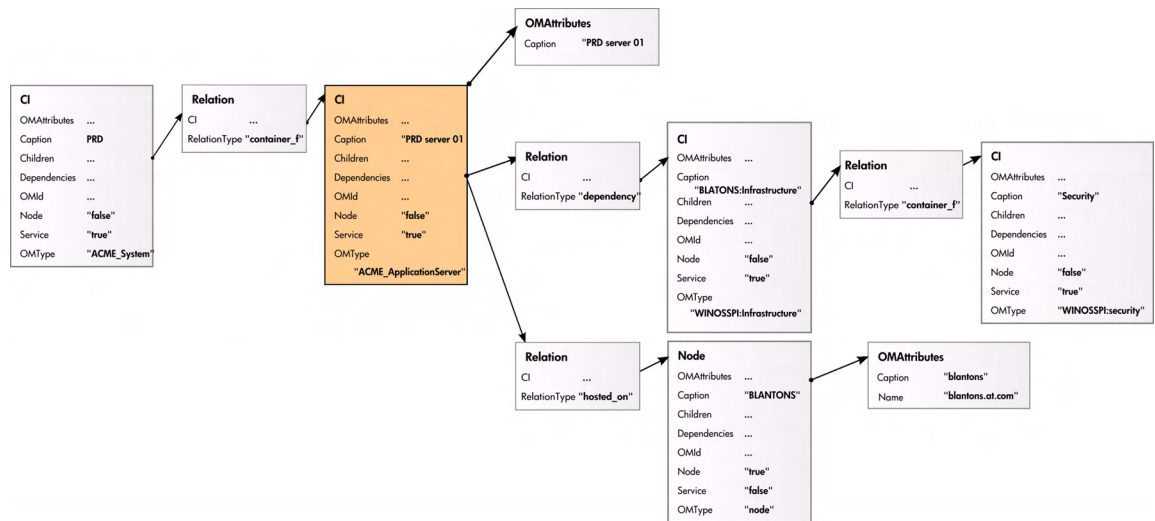 OMAttributes
Caption "PRD server 01
CI
OMAttributes ...
Caption PRD
Children ...
Dependencies ...
OMId ...
Node "false"
Service "true"
OMType "ACME_System"
Relation
CI ...
RelationType "container_f"
CI
OMAttributes ...
Caption "PRD server 01
Children ...
Dependencies ...
OMId ...
Node "false"
Service "true"
OMType
"ACME_ApplicationServer"
Relation
CI ...
RelationType "dependency"
CI
OMAttributes ...
Caption
"BLATONS:Infrastructure"
Children ...
Dependencies ...
OMId ...
Node "false"
Service "true"
OMType
"WINOSSPI:Infrastructure"
Relation
CI ...
RelationType "container_f"
CI
OMAttributes ...
Caption "Security"
Children ...
Dependencies ...
OMId ...
Node "false"
Service "true"
OMType "WINOSSPI:security"
Relation
CI ...
RelationType "hosted_on"
Node
OMAttributes ...
Caption "BLANTONS"
Children ...
Dependencies ...
OMId ...
Node "true"
Service "false"
OMType "node"
OMAttributes
Caption "blantons"
Name "blantons.at.com"